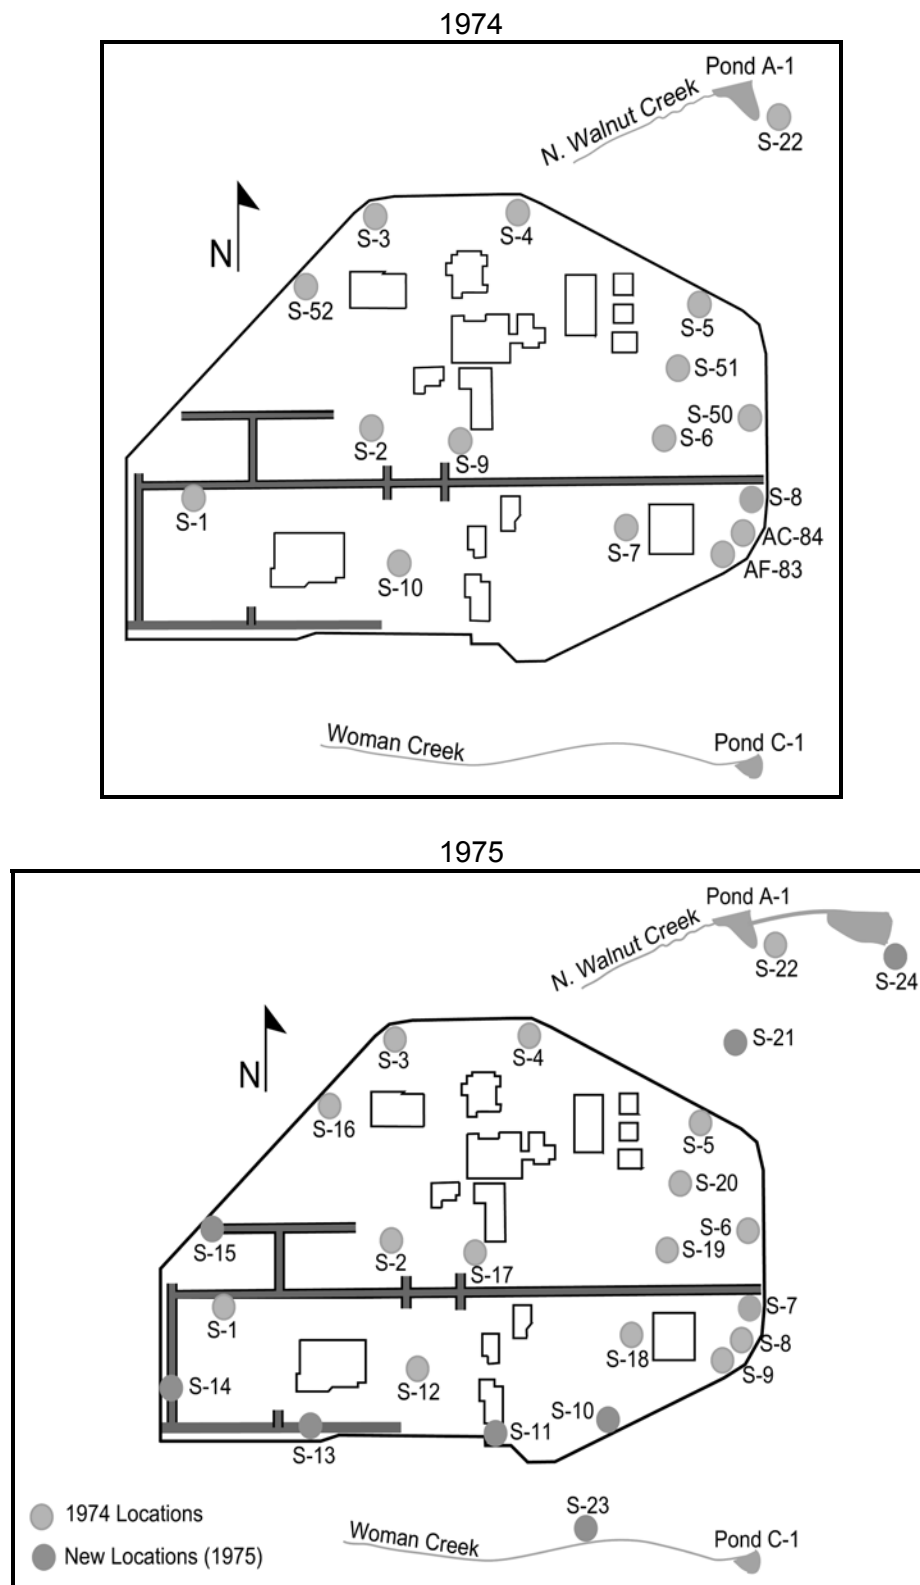 1974
Pond A-1
N. Walnut Creek
S-22
N
S-3
S-4
S-52
S-5
S-51
S-50
S-2
S-9
S-6
S-1
S-8
S-7
AC-84
S-10
AF-83
Woman Creek
Pond C-1
1975
Pond A-1
N. Walnut Creek
S-22
S-24
S-21
N
S-3
S-4
S-16
S-5
S-20
S-15
S-2
S-17
S-6
S-19
S-1
S-7
S-18
S-8
S-9
S-14
S-12
S-10
S-11
S-13
1974 Locations
S-23
New Locations (1975)
Woman Creek
Pond C-1